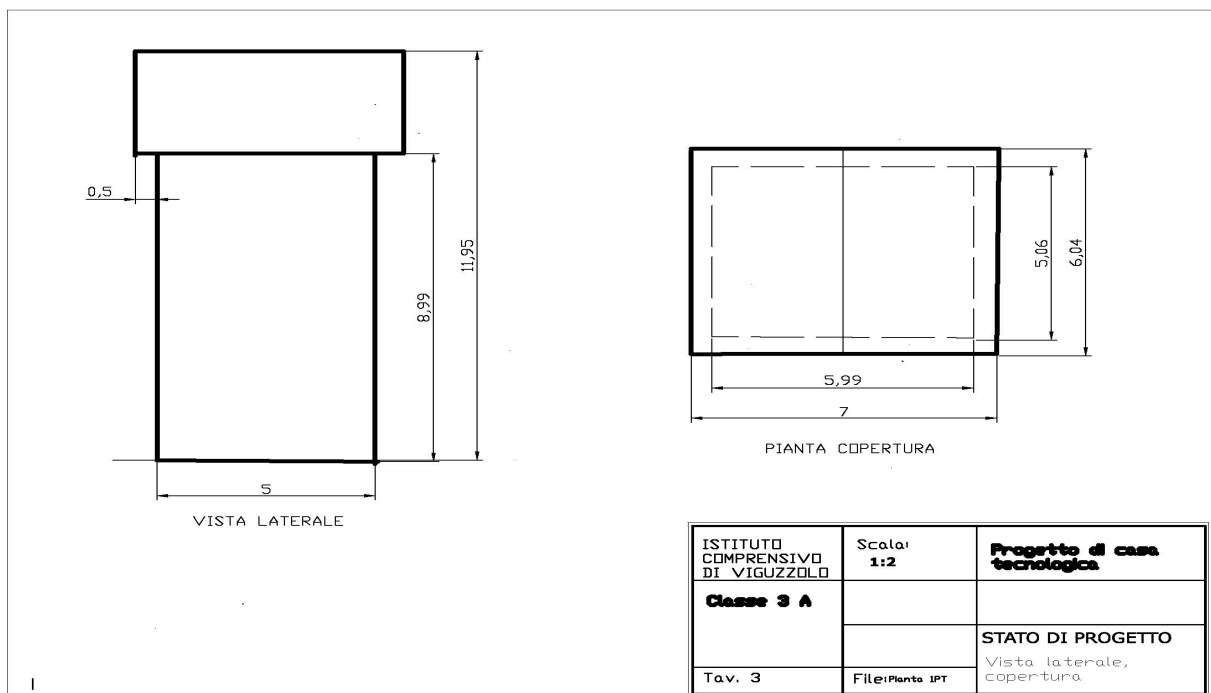 0,5
11,95
8,99
5
VISTA LATERALE
5,06
6,04
5,99
7
PIANTA COPERTURA
ISTITUTO
COMPRENSIVO
DI VIGUZZOLO
Scala:
1:2
Progetto di casa
tecnologica
Classe 3 A
STATO DI PROGETTO
Vista laterale,
copertura
Tav. 3
File:Pianta 1PT